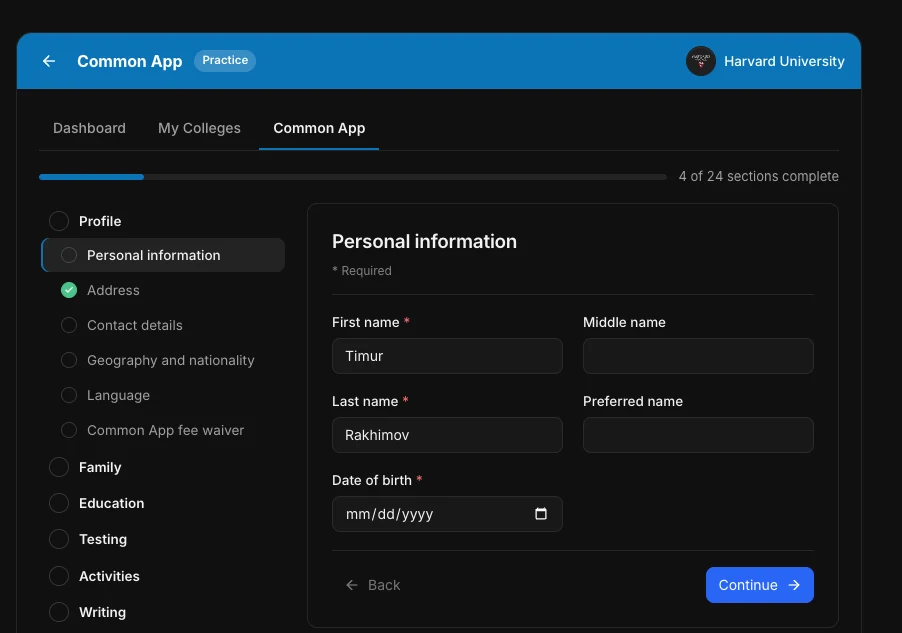 Common App Practice Harvard University
Dashboard My Colleges Common App
4 of 24 sections complete
Profile
Personal information
Address
Contact details
Geography and nationality
Language
Common App fee waiver
Family
Education
Testing
Activities
Writing
Personal information
* Required
First name * Middle name
Timur
Last name * Preferred name
Rakhimov
Date of birth *
mm/dd/yyyy
Back Continue